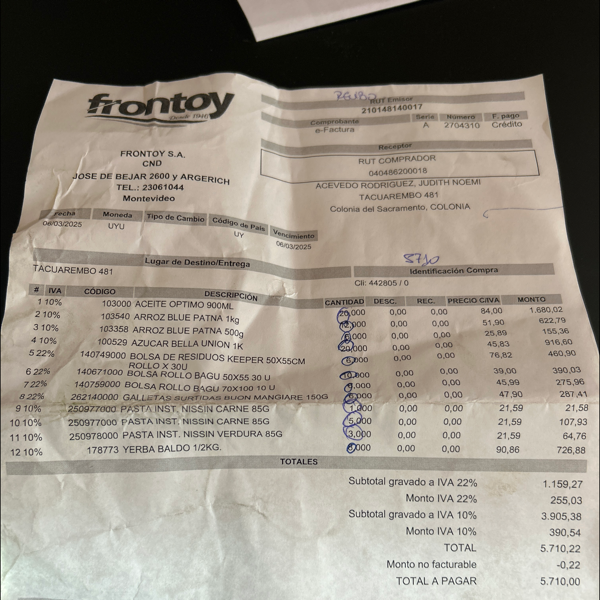 frontoy
Desde 1946
FRONTOY S.A.
CND
JOSE DE BEJAR 2600 y ARGERICH
TEL.: 23061044
Montevideo
RUT Emisor
210148140017
Comprobante Serie Número F. pago
e-Factura A 2704310 Crédito
Receptor
RUT COMPRADOR
040486200018
ACEVEDO RODRIGUEZ, JUDITH NOEMI
TACUAREMBO 481
Colonia del Sacramento, COLONIA
Fecha Moneda Tipo de Cambio Código de País Vencimiento
06/03/2025 UYU UY 06/03/2025
5710
Lugar de Destino/Entrega Identificación Compra
TACUAREMBO 481 Cli: 442805 / 0
# IVA CÓDIGO DESCRIPCIÓN CANTIDAD DESC. REC. PRECIO C/IVA MONTO
1 10% 103000 ACEITE OPTIMO 900ML 20,000 0,00 0,00 84,00 1.680,02
2 10% 103540 ARROZ BLUE PATNA 1kg 12,000 0,00 0,00 51,90 622,79
3 10% 103358 ARROZ BLUE PATNA 500g 6,000 0,00 0,00 25,89 155,36
4 10% 100529 AZUCAR BELLA UNION 1K 20,000 0,00 0,00 45,83 916,60
5 22% 140749000 BOLSA DE RESIDUOS KEEPER 50X55CM 6,000 0,00 0,00 76,82 460,90
ROLLO X 30U
6 22% 140671000 BOLSA ROLLO BAGU 50X55 30 U 10,000 0,00 0,00 39,00 390,03
7 22% 140759000 BOLSA ROLLO BAGU 70X100 10 U 6,000 0,00 0,00 45,99 275,96
8 22% 262140000 GALLETAS SURTIDAS BUON MANGIARE 150G 6,000 0,00 0,00 47,90 287,41
9 10% 250977000 PASTA INST. NISSIN CARNE 85G 1,000 0,00 0,00 21,59 21,58
10 10% 250977000 PASTA INST. NISSIN CARNE 85G 5,000 0,00 0,00 21,59 107,93
11 10% 250978000 PASTA INST. NISSIN VERDURA 85G 3,000 0,00 0,00 21,59 64,76
12 10% 178773 YERBA BALDO 1/2KG. 8,000 0,00 0,00 90,86 726,88
TOTALES
Subtotal gravado a IVA 22% 1.159,27
Monto IVA 22% 255,03
Subtotal gravado a IVA 10% 3.905,38
Monto IVA 10% 390,54
TOTAL 5.710,22
Monto no facturable -0,22
TOTAL A PAGAR 5.710,00